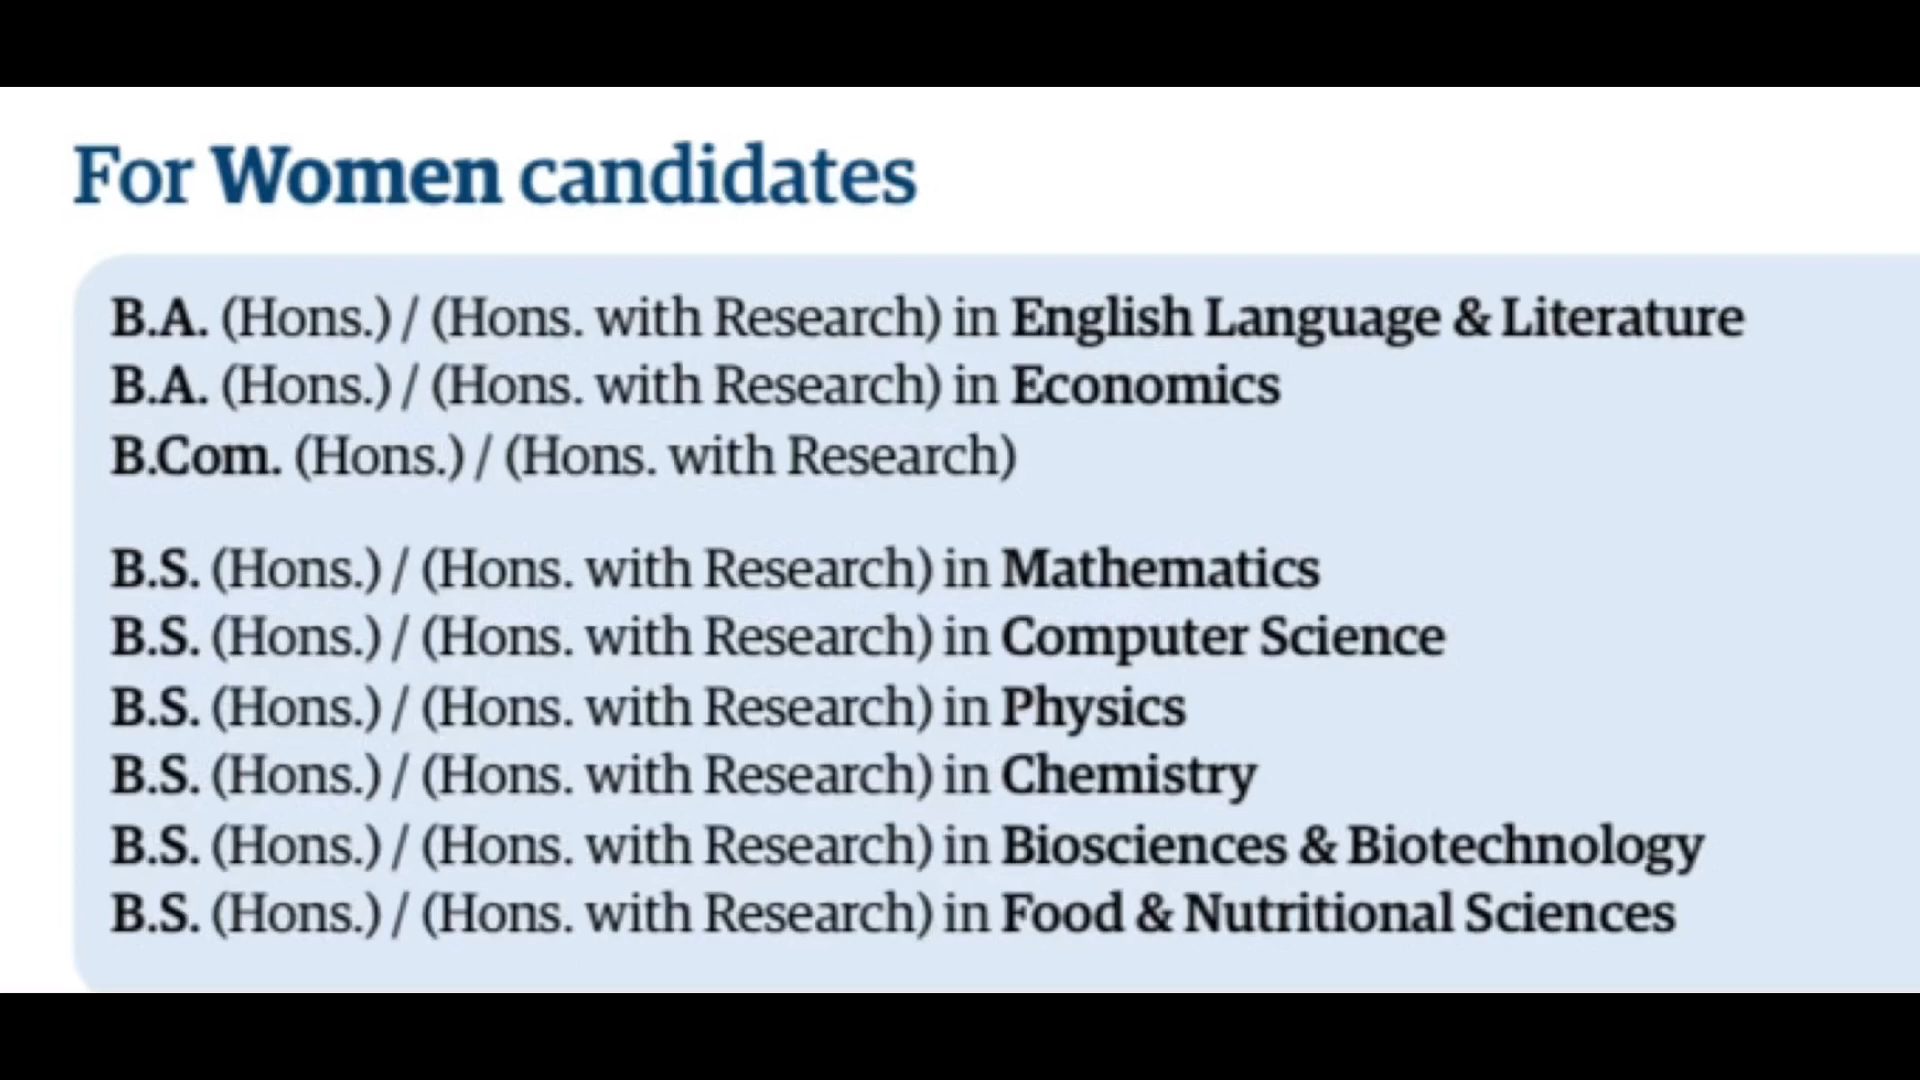 For Women candidates
B.A. (Hons.) / (Hons. with Research) in English Language & Literature
B.A. (Hons.) / (Hons. with Research) in Economics
B.Com. (Hons.) / (Hons. with Research)
B.S. (Hons.) / (Hons. with Research) in Mathematics
B.S. (Hons.) / (Hons. with Research) in Computer Science
B.S. (Hons.) / (Hons. with Research) in Physics
B.S. (Hons.) / (Hons. with Research) in Chemistry
B.S. (Hons.) / (Hons. with Research) in Biosciences & Biotechnology
B.S. (Hons.) / (Hons. with Research) in Food & Nutritional Sciences